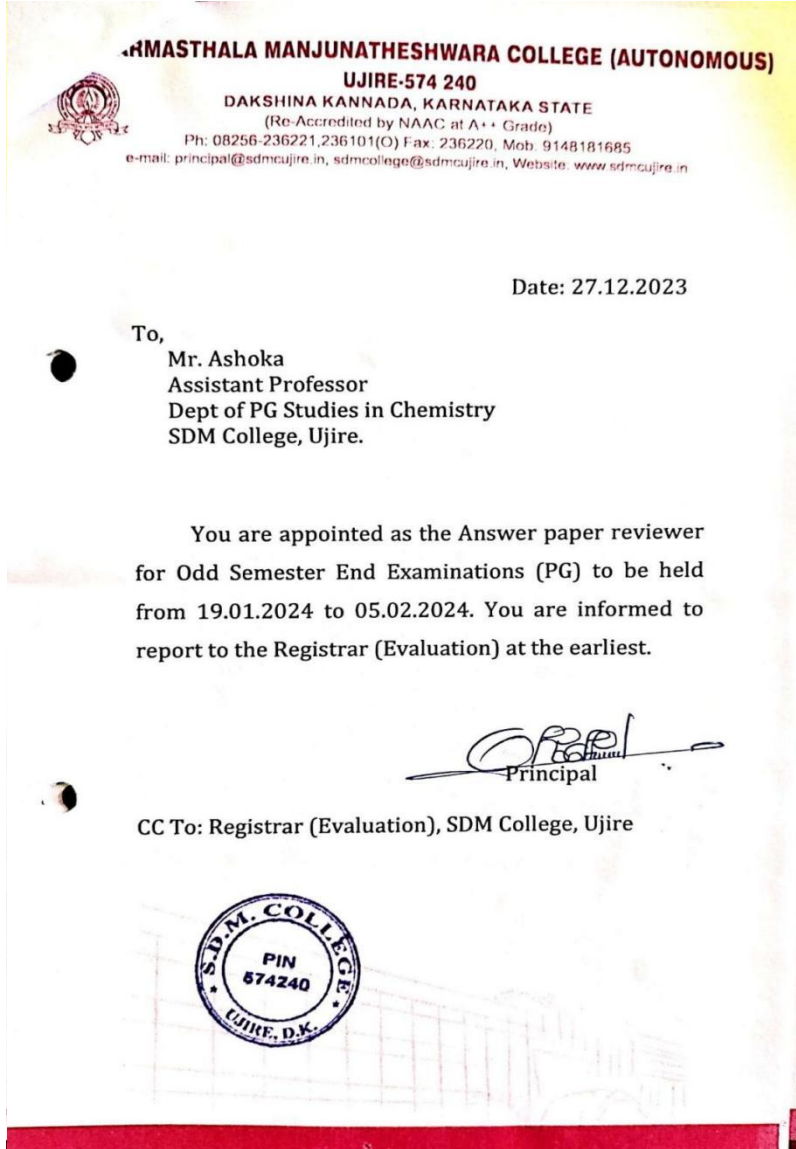 MANJUNATHESHWARA COLLEGE (AUTONOMOUS)
UJIRE-574 240
DAKSHINA KANNADA, KARNATAKA STATE
(Re-Accredited by NAAC at A++ Grade)
Ph: 08256-236221,236101(O) Fax: 236220, Mob. 9148181685
e-mail: principal@sdmcujire.in, sdmcollege@sdmcujire.in, Website: www.sdmcujire.in
Date: 27.12.2023
To,
Mr. Ashoka
Assistant Professor
Dept of PG Studies in Chemistry
SDM College, Ujire.
You are appointed as the Answer paper reviewer
for Odd Semester End Examinations (PG) to be held
from 19.01.2024 to 05.02.2024. You are informed to
report to the Registrar (Evaluation) at the earliest.
Principal
CC To: Registrar (Evaluation), SDM College, Ujire
S.D.M. COLLEGE
PIN
574240
UJIRE, D.K.